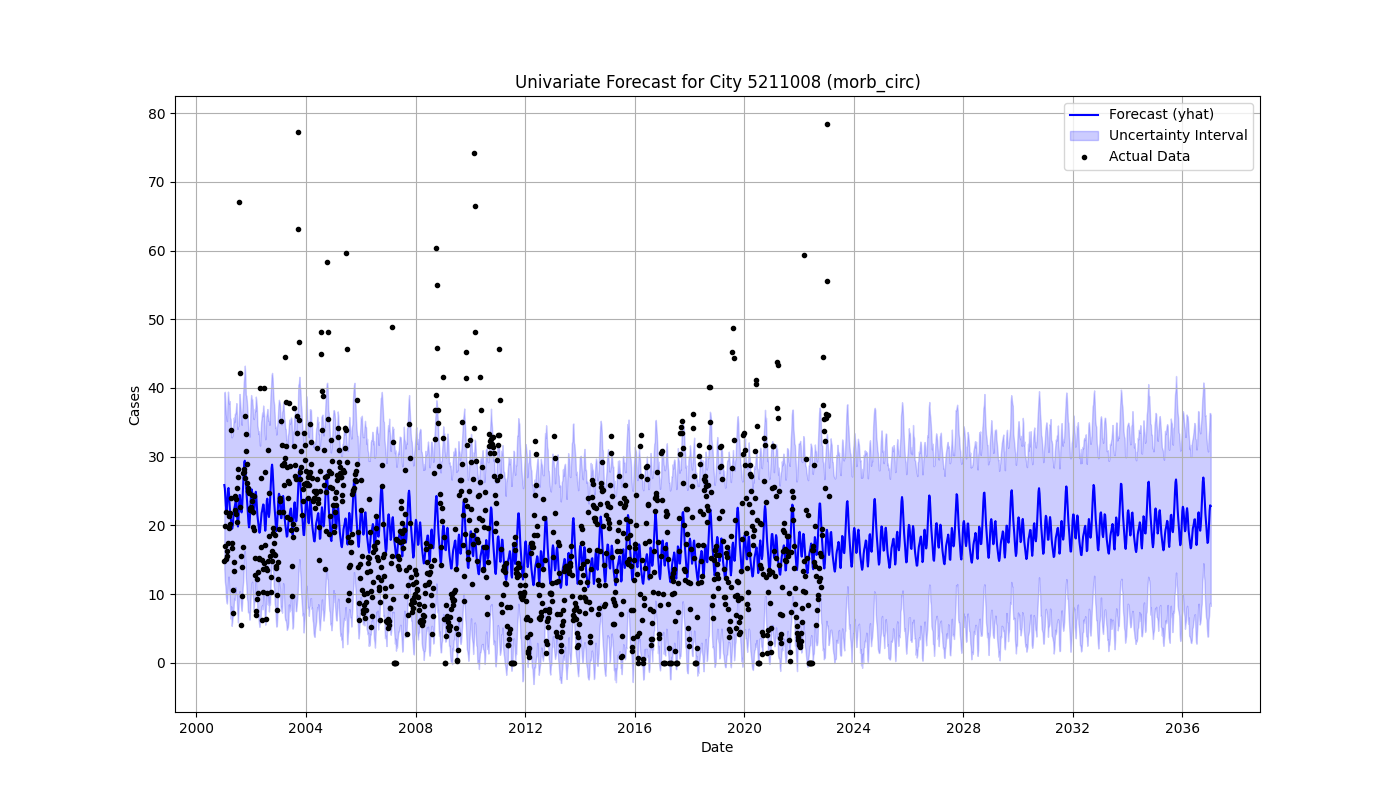 Univariate Forecast for City 5211008 (morb_circ)
Forecast (yhat)
Uncertainty Interval
Actual Data
Cases
80
70
60
50
40
30
20
10
0
2000 2004 2008 2012 2016 2020 2024 2028 2032 2036
Date